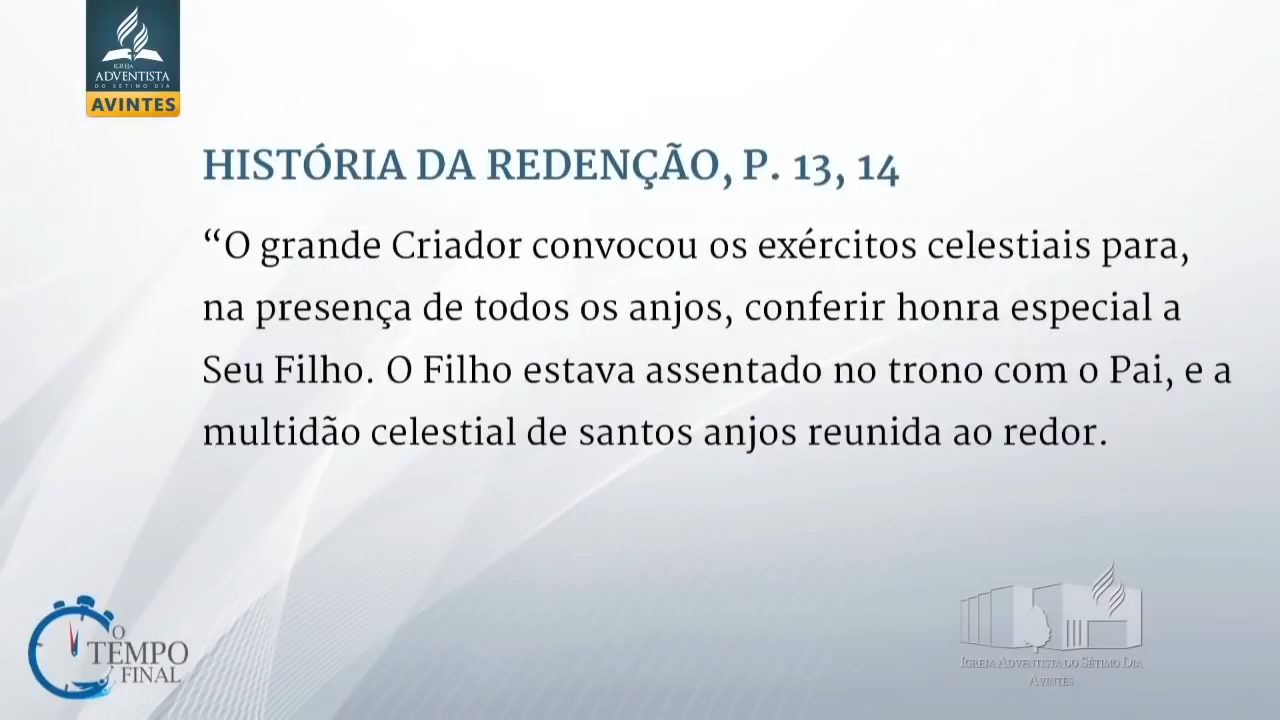 IGREJA
ADVENTISTA
DO SÉTIMO DIA
AVINTES
HISTÓRIA DA REDENÇÃO, P. 13, 14
“O grande Criador convocou os exércitos celestiais para,
na presença de todos os anjos, conferir honra especial a
Seu Filho. O Filho estava assentado no trono com o Pai, e a
multidão celestial de santos anjos reunida ao redor.
O
TEMPO
FINAL
IGREJA ADVENTISTA DO SÉTIMO DIA
AVINTES